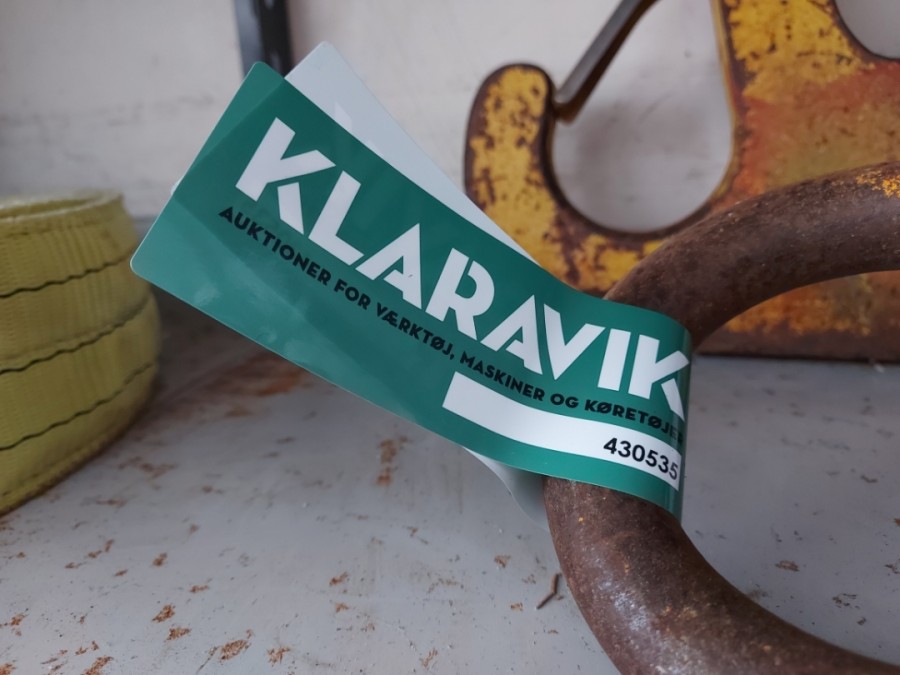 KLARAVIK
AUKTIONER FOR VÆRKTØJ, MASKINER OG KØRETØJER
430535